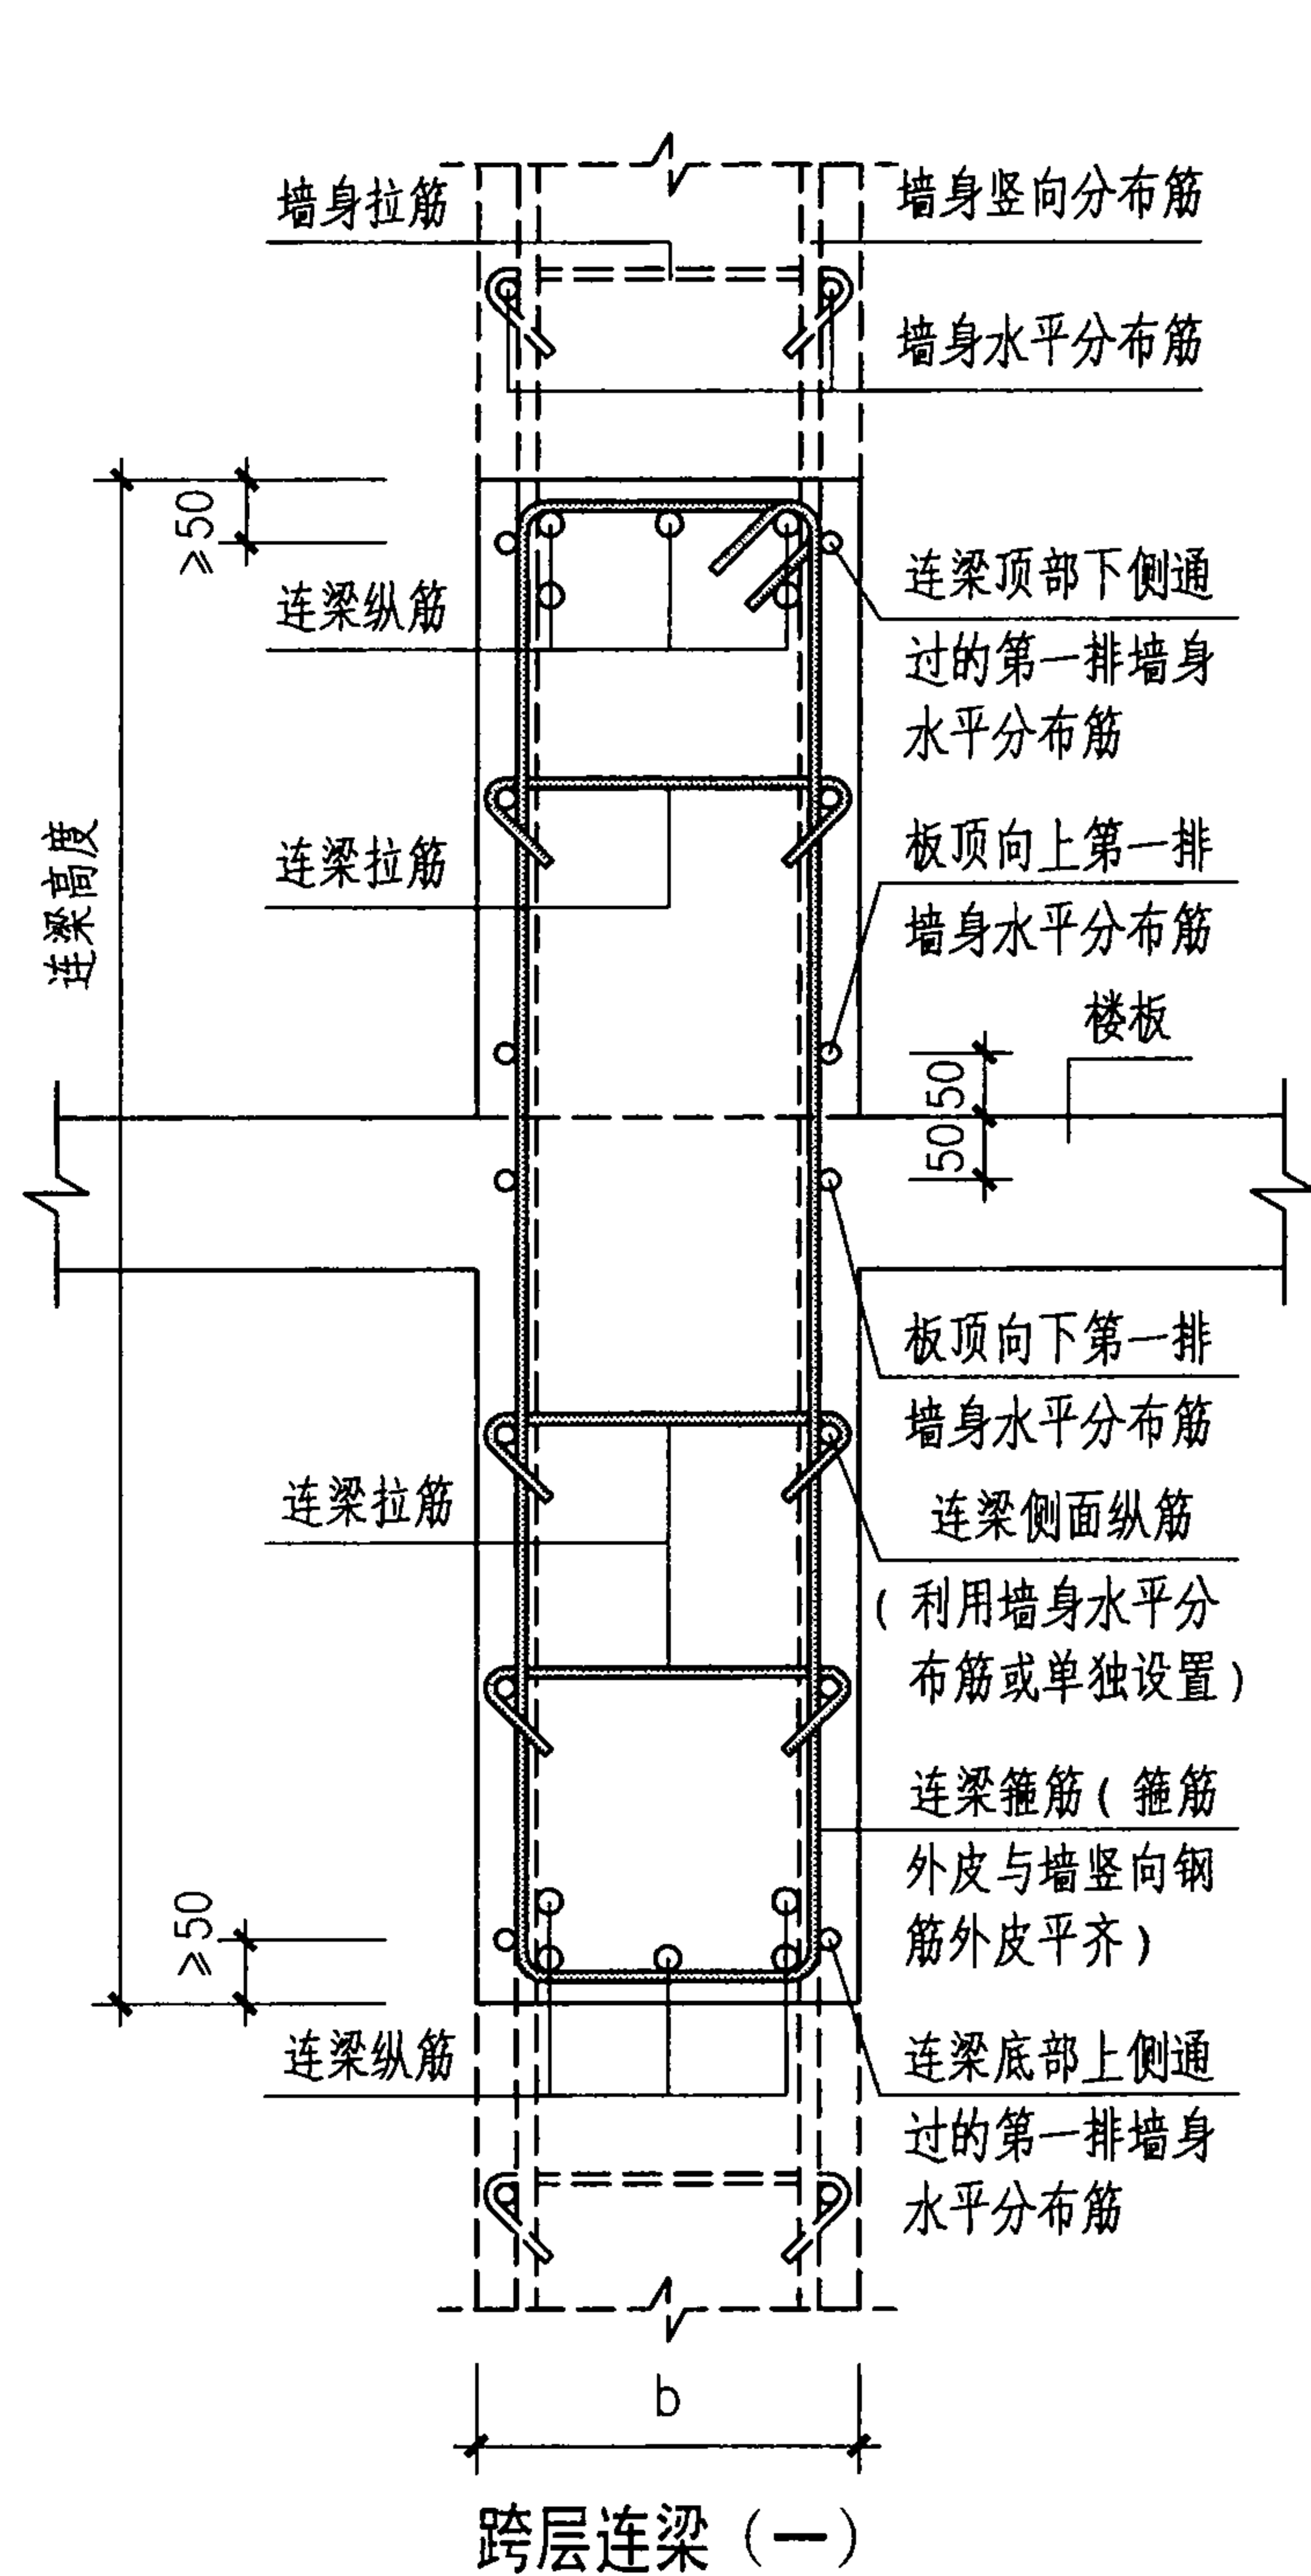 墙身拉筋
墙身竖向分布筋
墙身水平分布筋
≥50
连梁纵筋
连梁顶部下侧通
过的第一排墙身
水平分布筋
连梁高度
连梁拉筋
板顶向上第一排
墙身水平分布筋
楼板
50
50
板顶向下第一排
墙身水平分布筋
连梁拉筋
连梁侧面纵筋
(利用墙身水平分
布筋或单独设置)
连梁箍筋(箍筋
外皮与墙竖向钢
筋外皮平齐)
≥50
连梁纵筋
连梁底部上侧通
过的第一排墙身
水平分布筋
b
跨层连梁(一)